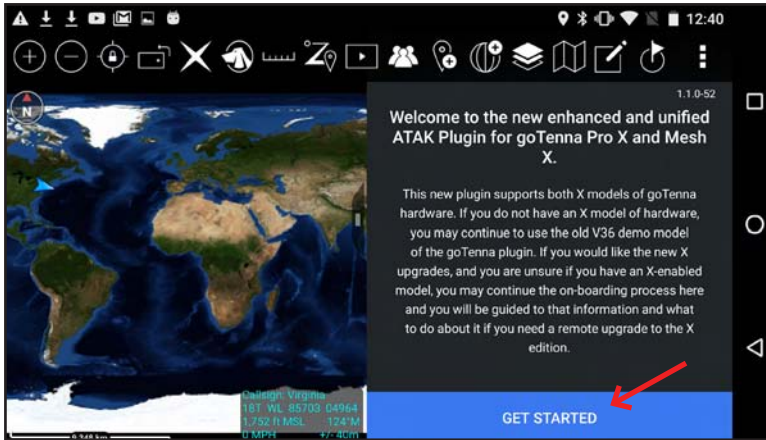 12:40
N
1.1.0-52
Welcome to the new enhanced and unified
ATAK Plugin for goTenna Pro X and Mesh
X.
This new plugin supports both X models of goTenna
hardware. If you do not have an X model of hardware,
you may continue to use the old V36 demo model
of the goTenna plugin. If you would like the new X
upgrades, and you are unsure if you have an X-enabled
model, you may continue the on-boarding process here
and you will be guided to that information and what
to do about it if you need a remote upgrade to the X
edition.
GET STARTED
Callsign: Virginia
18T WL 85703 04964
1,752 ft MSL 124°M
0 MPH +/- 40m